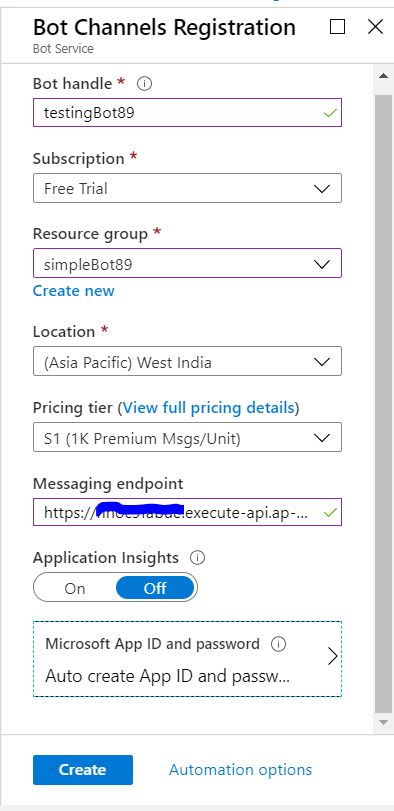 Bot Channels Registration
Bot Service
Bot handle *
testingBot89
Subscription *
Free Trial
Resource group *
simpleBot89
Create new
Location *
(Asia Pacific) West India
Pricing tier (View full pricing details)
S1 (1K Premium Msgs/Unit)
Messaging endpoint
https://.execute-api.ap-...
Application Insights
On Off
Microsoft App ID and password
Auto create App ID and passw...
Create Automation options